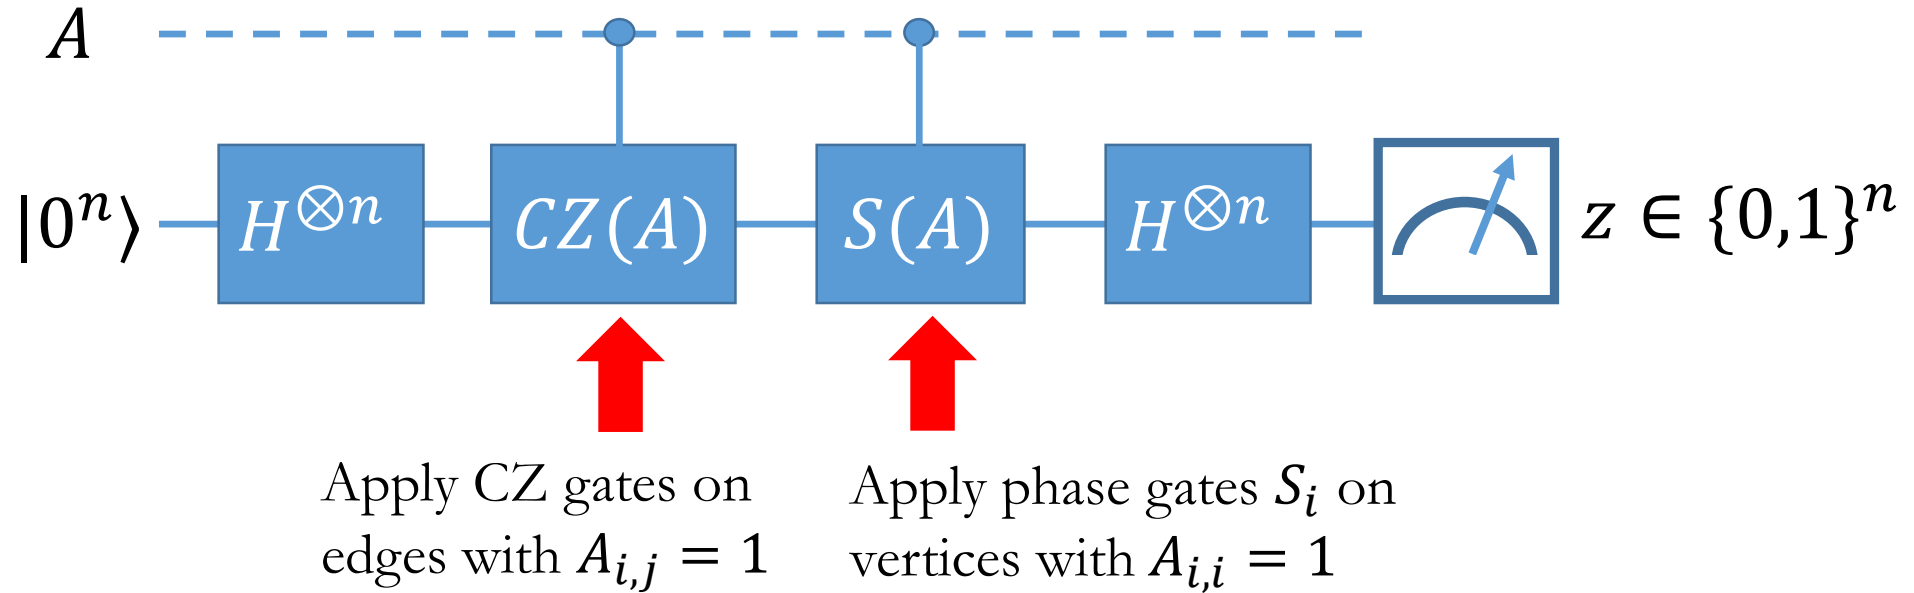 A
|0ⁿ⟩ H^{⊗n} CZ(A) S(A) H^{⊗n} z ∈ {0,1}ⁿ
Apply CZ gates on
edges with A_{i,j} = 1
Apply phase gates S_i on
vertices with A_{i,i} = 1